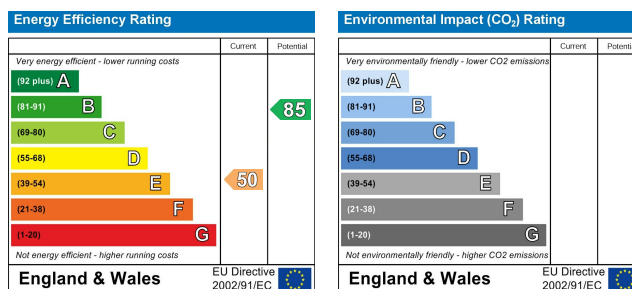 Energy Efficiency Rating
Current Potential
Very energy efficient - lower running costs
(92 plus) A
(81-91) B
85
(69-80) C
(55-68) D
(39-54) E
50
(21-38) F
(1-20) G
Not energy efficient - higher running costs
England & Wales
EU Directive
2002/91/EC
Environmental Impact (CO2) Rating
Current Potential
Very environmentally friendly - lower CO2 emissions
(92 plus) A
(81-91) B
(69-80) C
(55-68) D
(39-54) E
(21-38) F
(1-20) G
Not environmentally friendly - higher CO2 emissions
England & Wales
EU Directive
2002/91/EC